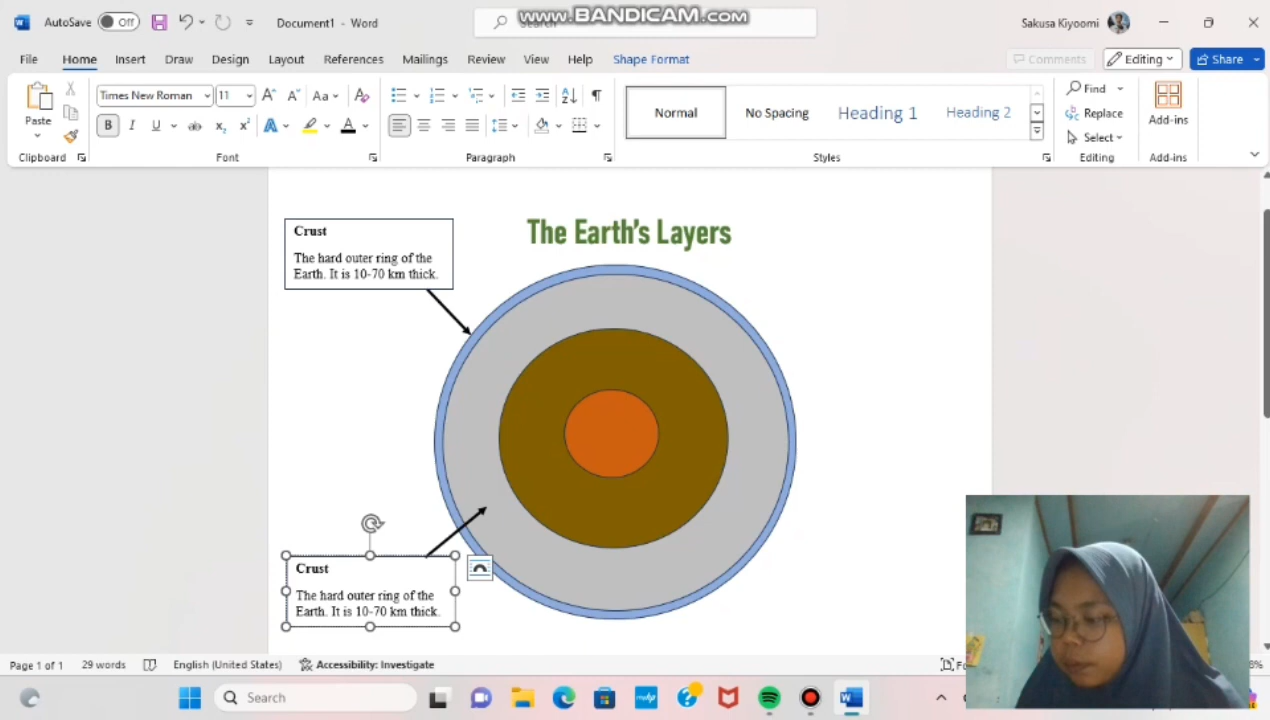 www.BANDICAM.com
AutoSave Off Document1 - Word Sakusa Kiyoomi
File Home Insert Draw Design Layout References Mailings Review View Help Shape Format Comments Editing Share
Paste Times New Roman 11 Aa Normal No Spacing Heading 1 Heading 2 Find Replace Select Add-ins
Clipboard Font Paragraph Styles Editing Add-ins
The Earth's Layers
Crust
The hard outer ring of the
Earth. It is 10-70 km thick.
Crust
The hard outer ring of the
Earth. It is 10-70 km thick.
Page 1 of 1 29 words English (United States) Accessibility: Investigate
Search